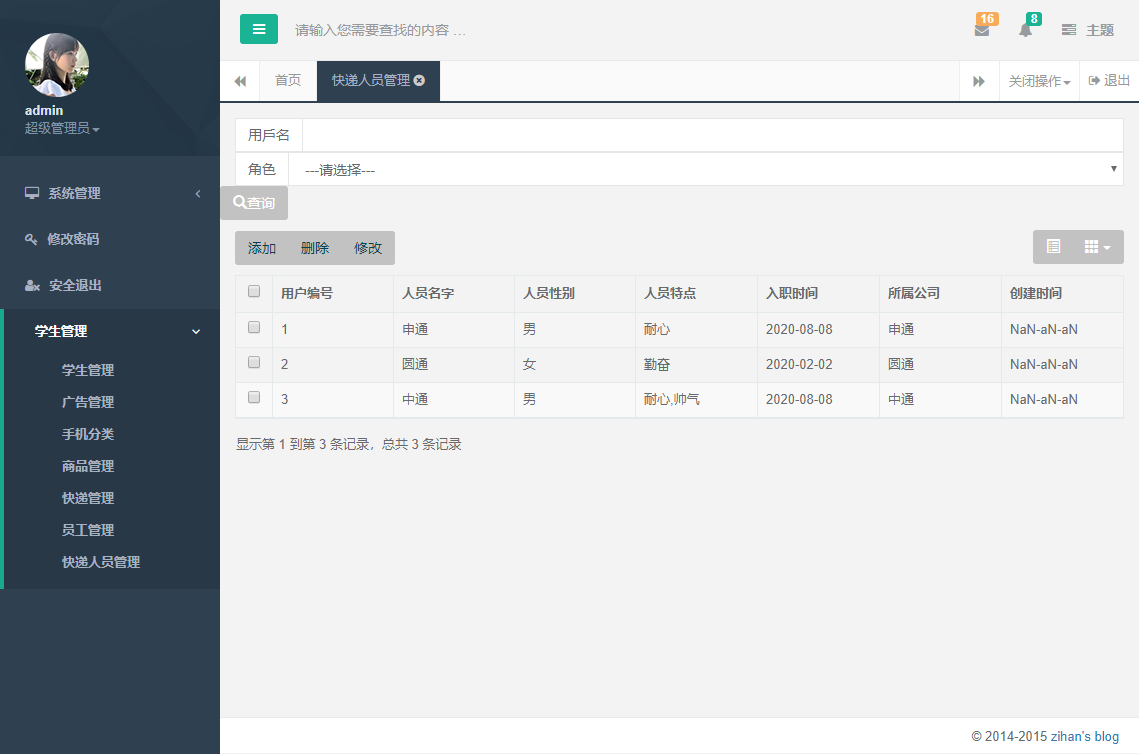 admin
超级管理员
系统管理
修改密码
安全退出
学生管理
学生管理
广告管理
手机分类
商品管理
快递管理
员工管理
快递人员管理
请输入您需要查找的内容 …
16
8
主题
首页
快递人员管理
关闭操作
退出
用戶名
角色
---请选择---
查询
添加 删除 修改
用户编号 人员名字 人员性别 人员特点 入职时间 所属公司 创建时间
1 申通 男 耐心 2020-08-08 申通 NaN-aN-aN
2 圆通 女 勤奋 2020-02-02 圆通 NaN-aN-aN
3 中通 男 耐心,帅气 2020-08-08 中通 NaN-aN-aN
显示第 1 到第 3 条记录，总共 3 条记录
© 2014-2015 zihan's blog